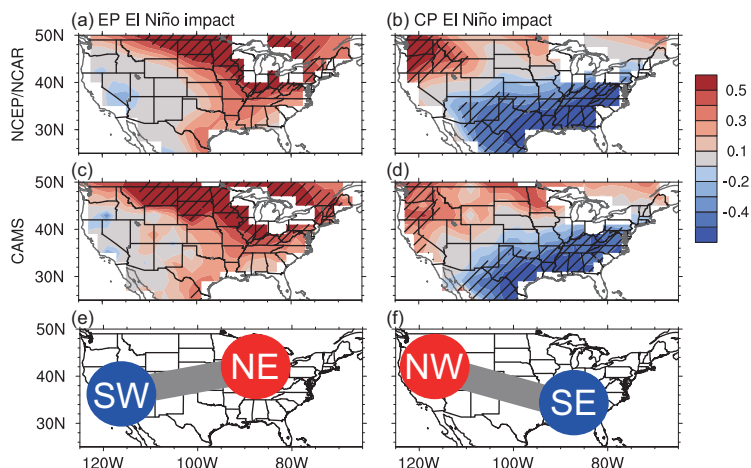 (a) EP El Niño impact
(b) CP El Niño impact
NCEP/NCAR
50N
40N
30N
0.5
0.3
0.1
-0.2
-0.4
(c)
(d)
CAMS
50N
40N
30N
(e)
(f)
50N
40N
30N
SW
NE
NW
SE
120W
100W
80W
120W
100W
80W